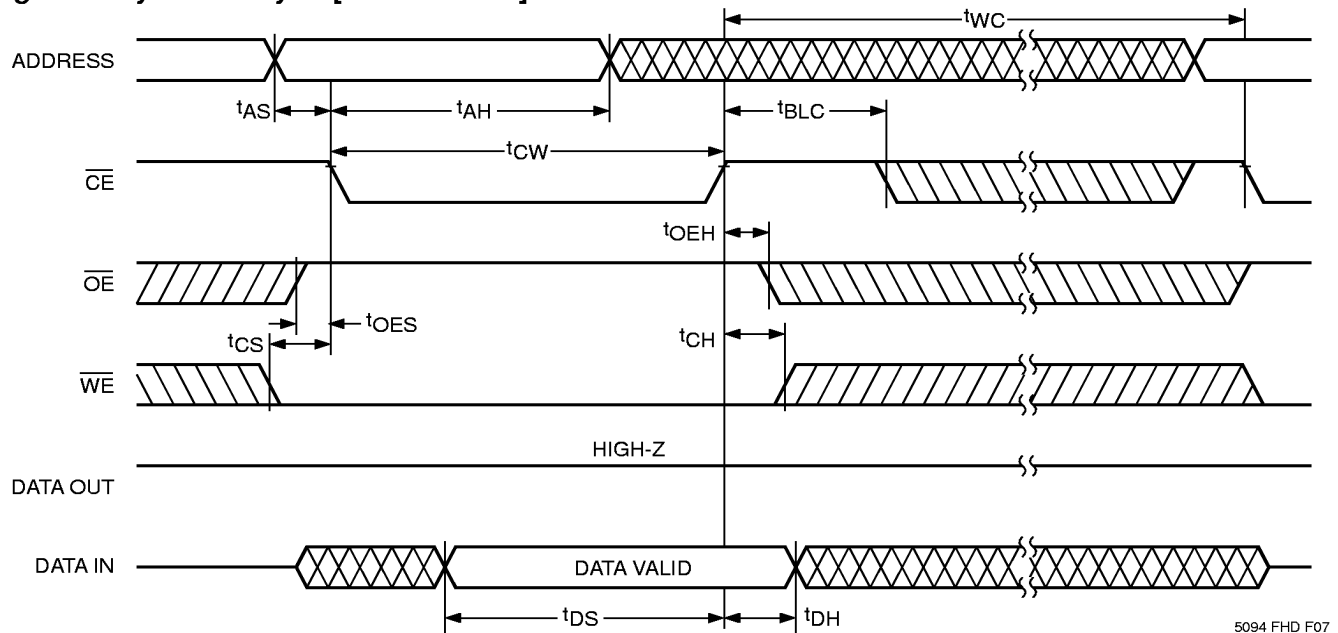 tWC
ADDRESS
tAS
tAH
tBLC
tCW
CE
tOEH
OE
tOES
tCS
tCH
WE
HIGH-Z
DATA OUT
DATA IN
DATA VALID
tDS
tDH
5094 FHD F07